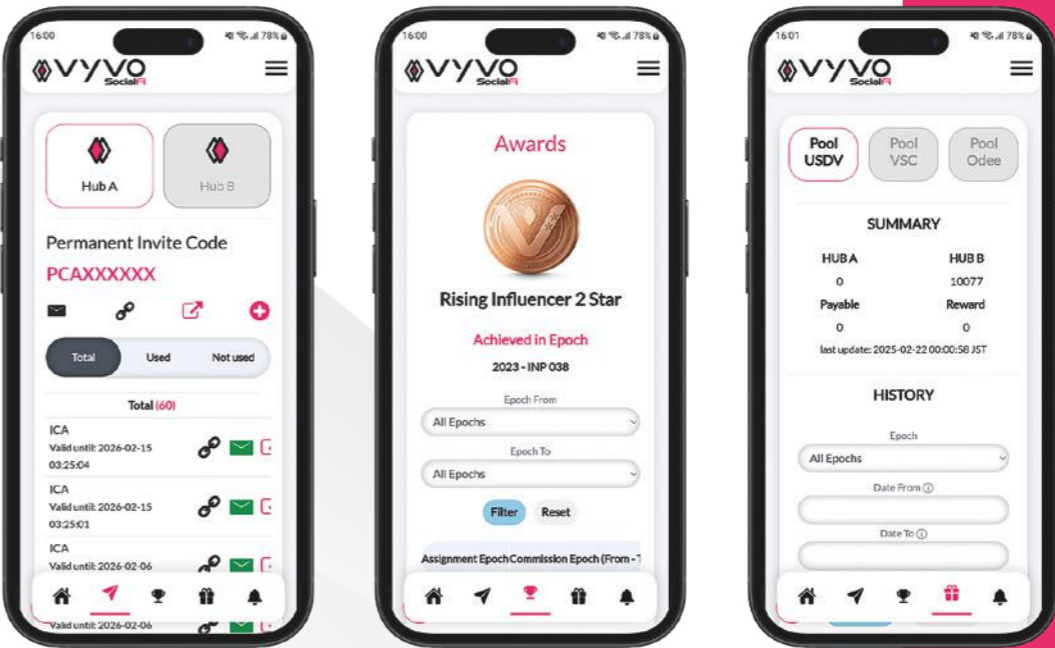 16:00
78%
VYVO
SocialFi
Hub A
Hub B
Permanent Invite Code
PCAXXXXXX
Total
Used
Not used
Total (60)
ICA
Valid until: 2026-02-15
03:25:04
ICA
Valid until: 2026-02-15
03:25:01
ICA
Valid until: 2026-02-06
Valid until: 2026-02-06
16:00
78%
VYVO
SocialFi
Awards
Rising Influencer 2 Star
Achieved in Epoch
2023 - INP 038
Epoch From
All Epochs
Epoch To
All Epochs
Filter
Reset
Assignment Epoch Commission Epoch (From - T
16:01
78%
VYVO
SocialFi
Pool
USDV
Pool
VSC
Pool
Odee
SUMMARY
HUB A
HUB B
0
10077
Payable
Reward
0
0
last update: 2025-02-22 00:00:58 JST
HISTORY
Epoch
All Epochs
Date From
Date To